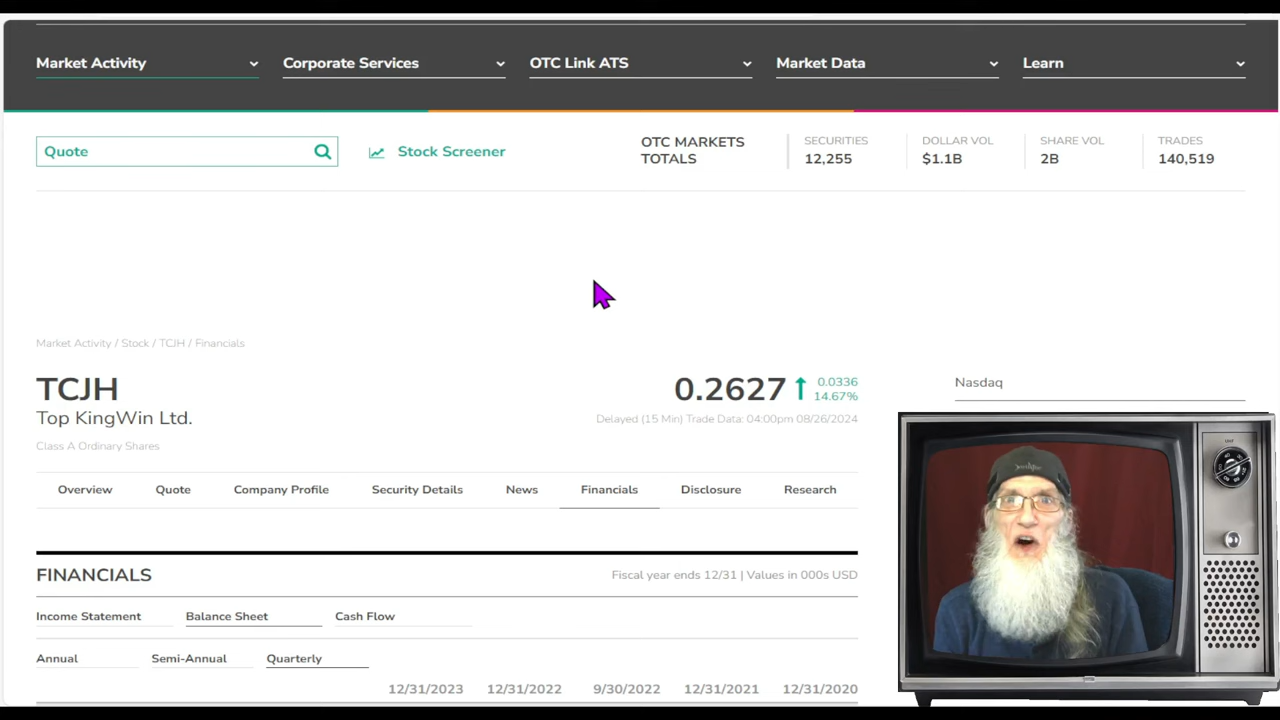 Market Activity Corporate Services OTC Link ATS Market Data Learn
Quote Stock Screener OTC MARKETS TOTALS SECURITIES 12,255 DOLLAR VOL $1.1B SHARE VOL 2B TRADES 140,519
Market Activity / Stock / TCJH / Financials
TCJH 0.2627 0.0336 14.67% Nasdaq
Top KingWin Ltd. Delayed (15 Min) Trade Data: 04:00pm 08/26/2024
Class A Ordinary Shares
Overview Quote Company Profile Security Details News Financials Disclosure Research
FINANCIALS Fiscal year ends 12/31 | Values in 000s USD
Income Statement Balance Sheet Cash Flow
Annual Semi-Annual Quarterly
12/31/2023 12/31/2022 9/30/2022 12/31/2021 12/31/2020